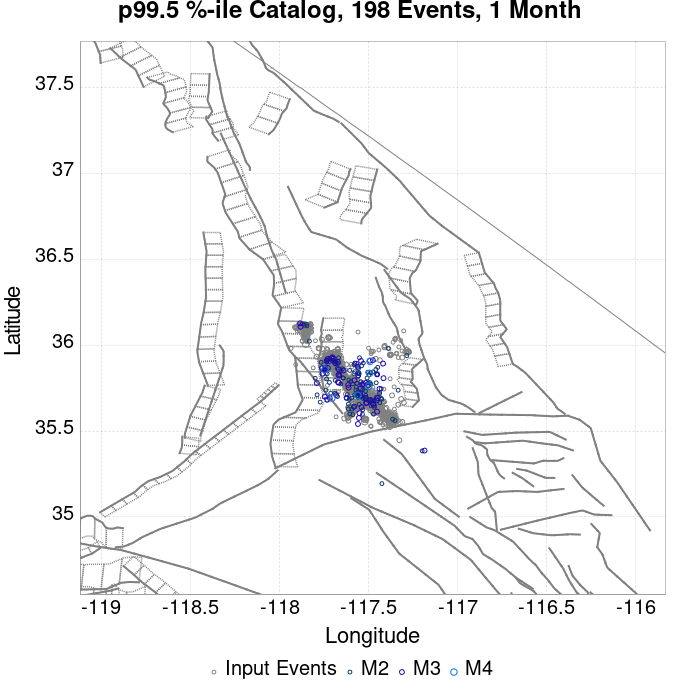 p99.5 %-ile Catalog, 198 Events, 1 Month
37.5
37
36.5
36
35.5
35
Latitude
-119 -118.5 -118 -117.5 -117 -116.5 -116
Longitude
Input Events M2 M3 M4